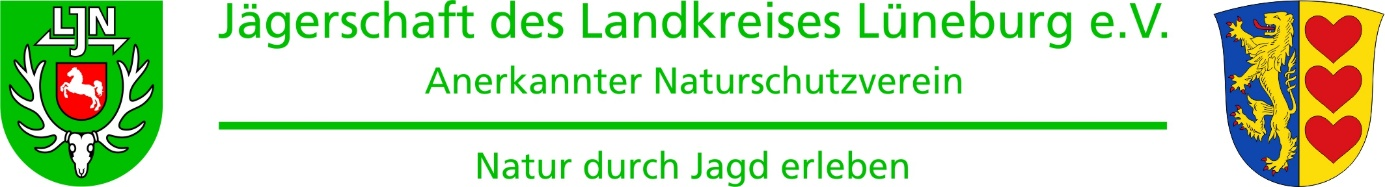 LJN
Jägerschaft des Landkreises Lüneburg e.V.
Anerkannter Naturschutzverein
Natur durch Jagd erleben